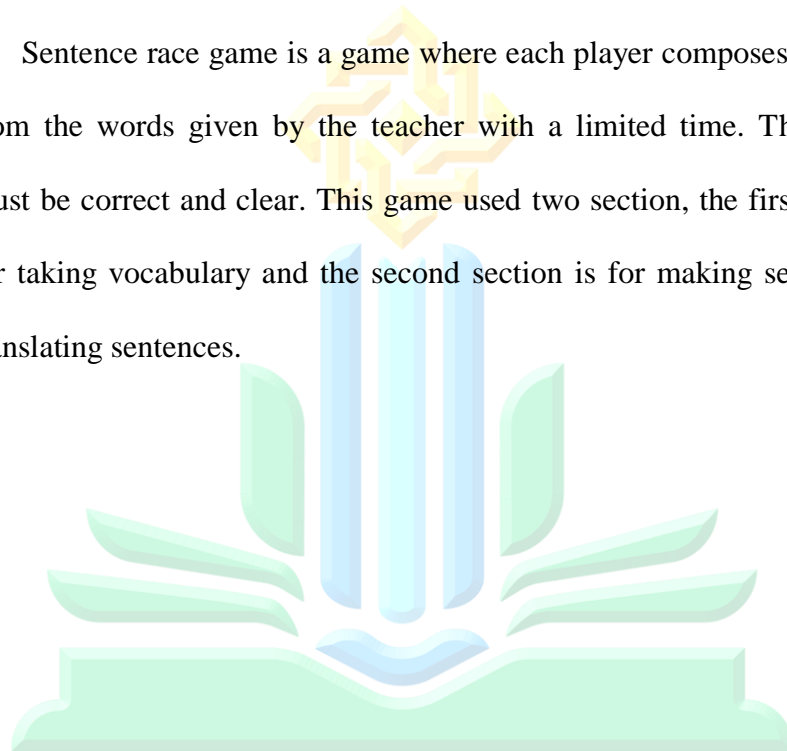 Sentence race game is a game where each player composes
om the words given by the teacher with a limited time. Th
ust be correct and clear. This game used two section, the firs
r taking vocabulary and the second section is for making se
anslating sentences.